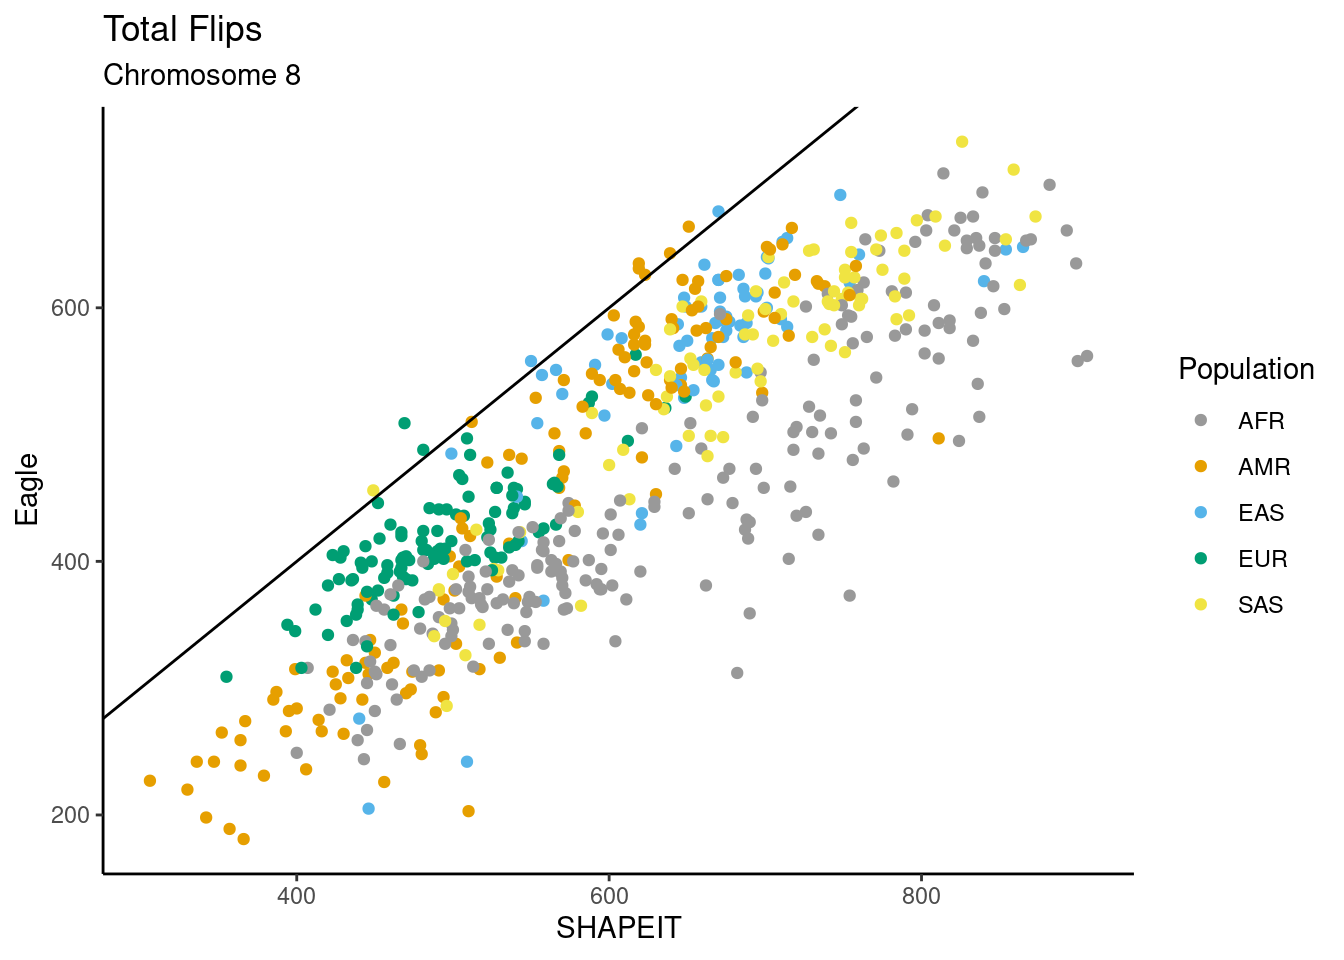 Total Flips
Chromosome 8
Eagle
600
400
200
400
600
800
SHAPEIT
Population
AFR
AMR
EAS
EUR
SAS